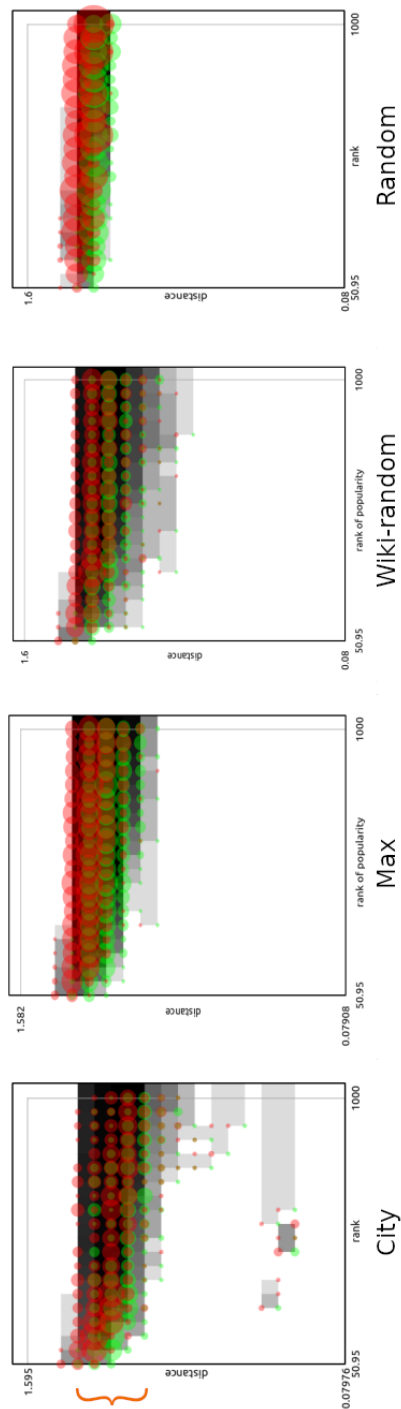 1.6
distance
0.08
50.95
rank
1000
Random
1.6
distance
0.08
50.95
rank of popularity
1000
Wiki-random
1.582
distance
0.07908
50.95
rank of popularity
1000
Max
1.595
distance
0.07976
50.95
rank
1000
City